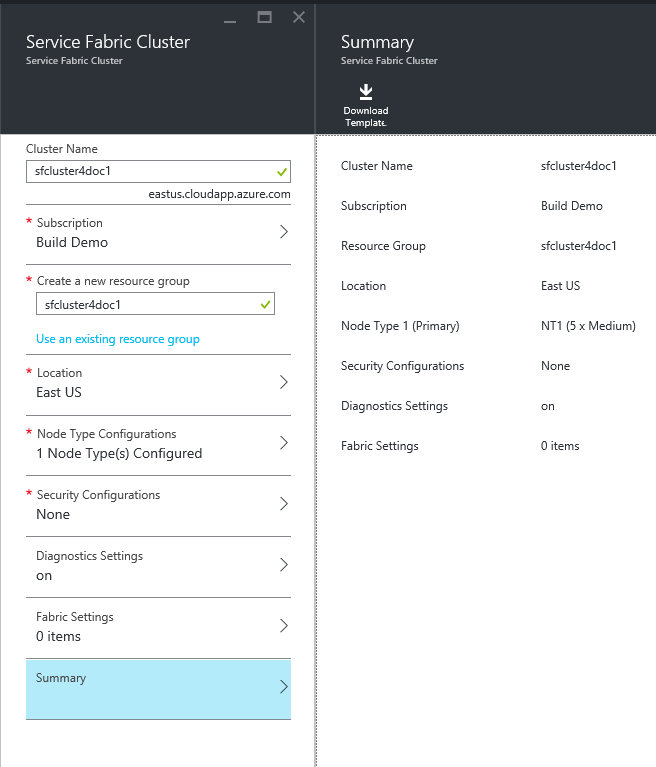 Service Fabric Cluster
Service Fabric Cluster
Cluster Name
sfcluster4doc1
eastus.cloudapp.azure.com
* Subscription
Build Demo
* Create a new resource group
sfcluster4doc1
Use an existing resource group
* Location
East US
* Node Type Configurations
1 Node Type(s) Configured
* Security Configurations
None
Diagnostics Settings
on
Fabric Settings
0 items
Summary
Summary
Service Fabric Cluster
Download
Template
Cluster Name sfcluster4doc1
Subscription Build Demo
Resource Group sfcluster4doc1
Location East US
Node Type 1 (Primary) NT1 (5 x Medium)
Security Configurations None
Diagnostics Settings on
Fabric Settings 0 items